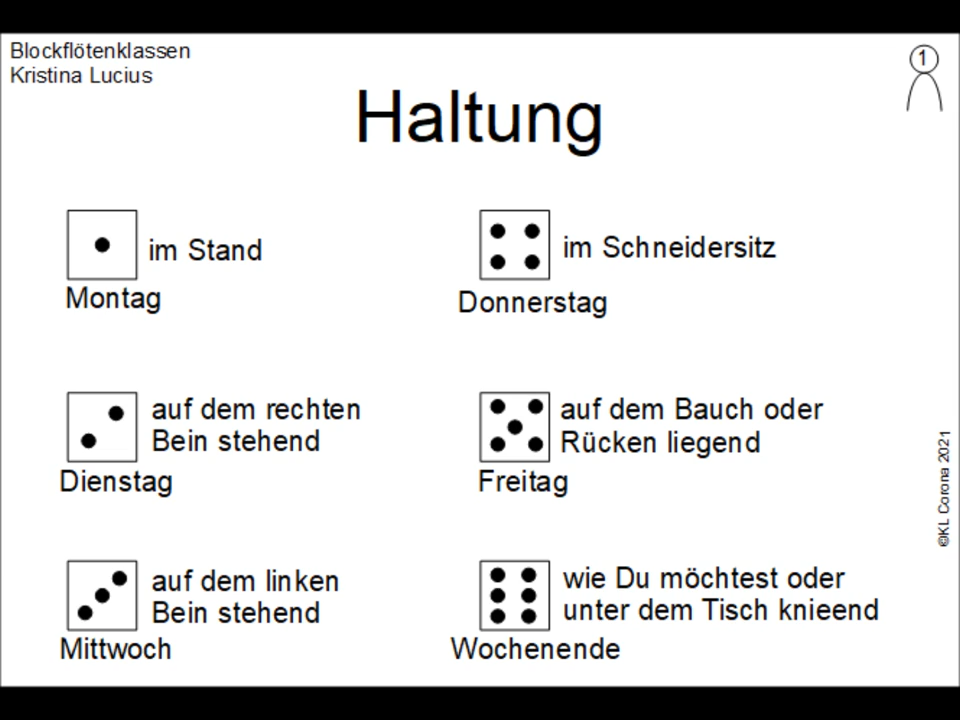 Blockflötenklassen
Kristina Lucius
1
Haltung
im Stand
Montag
auf dem rechten
Bein stehend
Dienstag
auf dem linken
Bein stehend
Mittwoch
im Schneidersitz
Donnerstag
auf dem Bauch oder
Rücken liegend
Freitag
wie Du möchtest oder
unter dem Tisch knieend
Wochenende
©KL Corona 2021